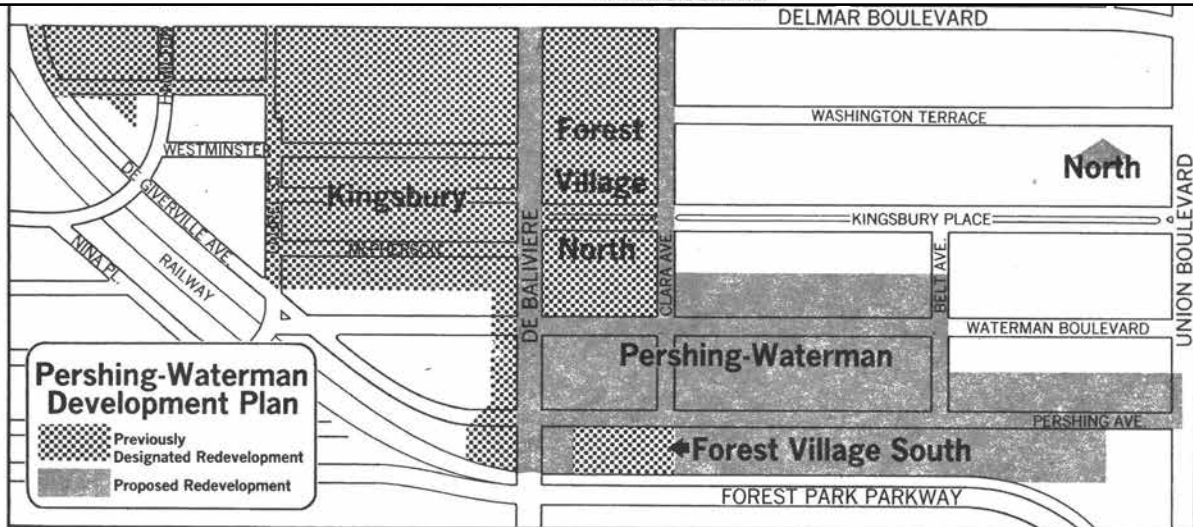 DELMAR BOULEVARD
HAMILTON
WASHINGTON TERRACE
Forest
Village
North
North
WESTMINSTER
DE GIVERVILLE AVE.
Kingsbury
UNION BOULEVARD
KINGSBURY PLACE
NINA PL.
RAILWAY
McPHERSON
DE BALIVIERE
CLARA AVE.
BELT AVE.
WATERMAN BOULEVARD
Pershing-Waterman
Pershing-Waterman
Development Plan
Previously
Designated Redevelopment
Proposed Redevelopment
PERSHING AVE.
Forest Village South
FOREST PARK PARKWAY